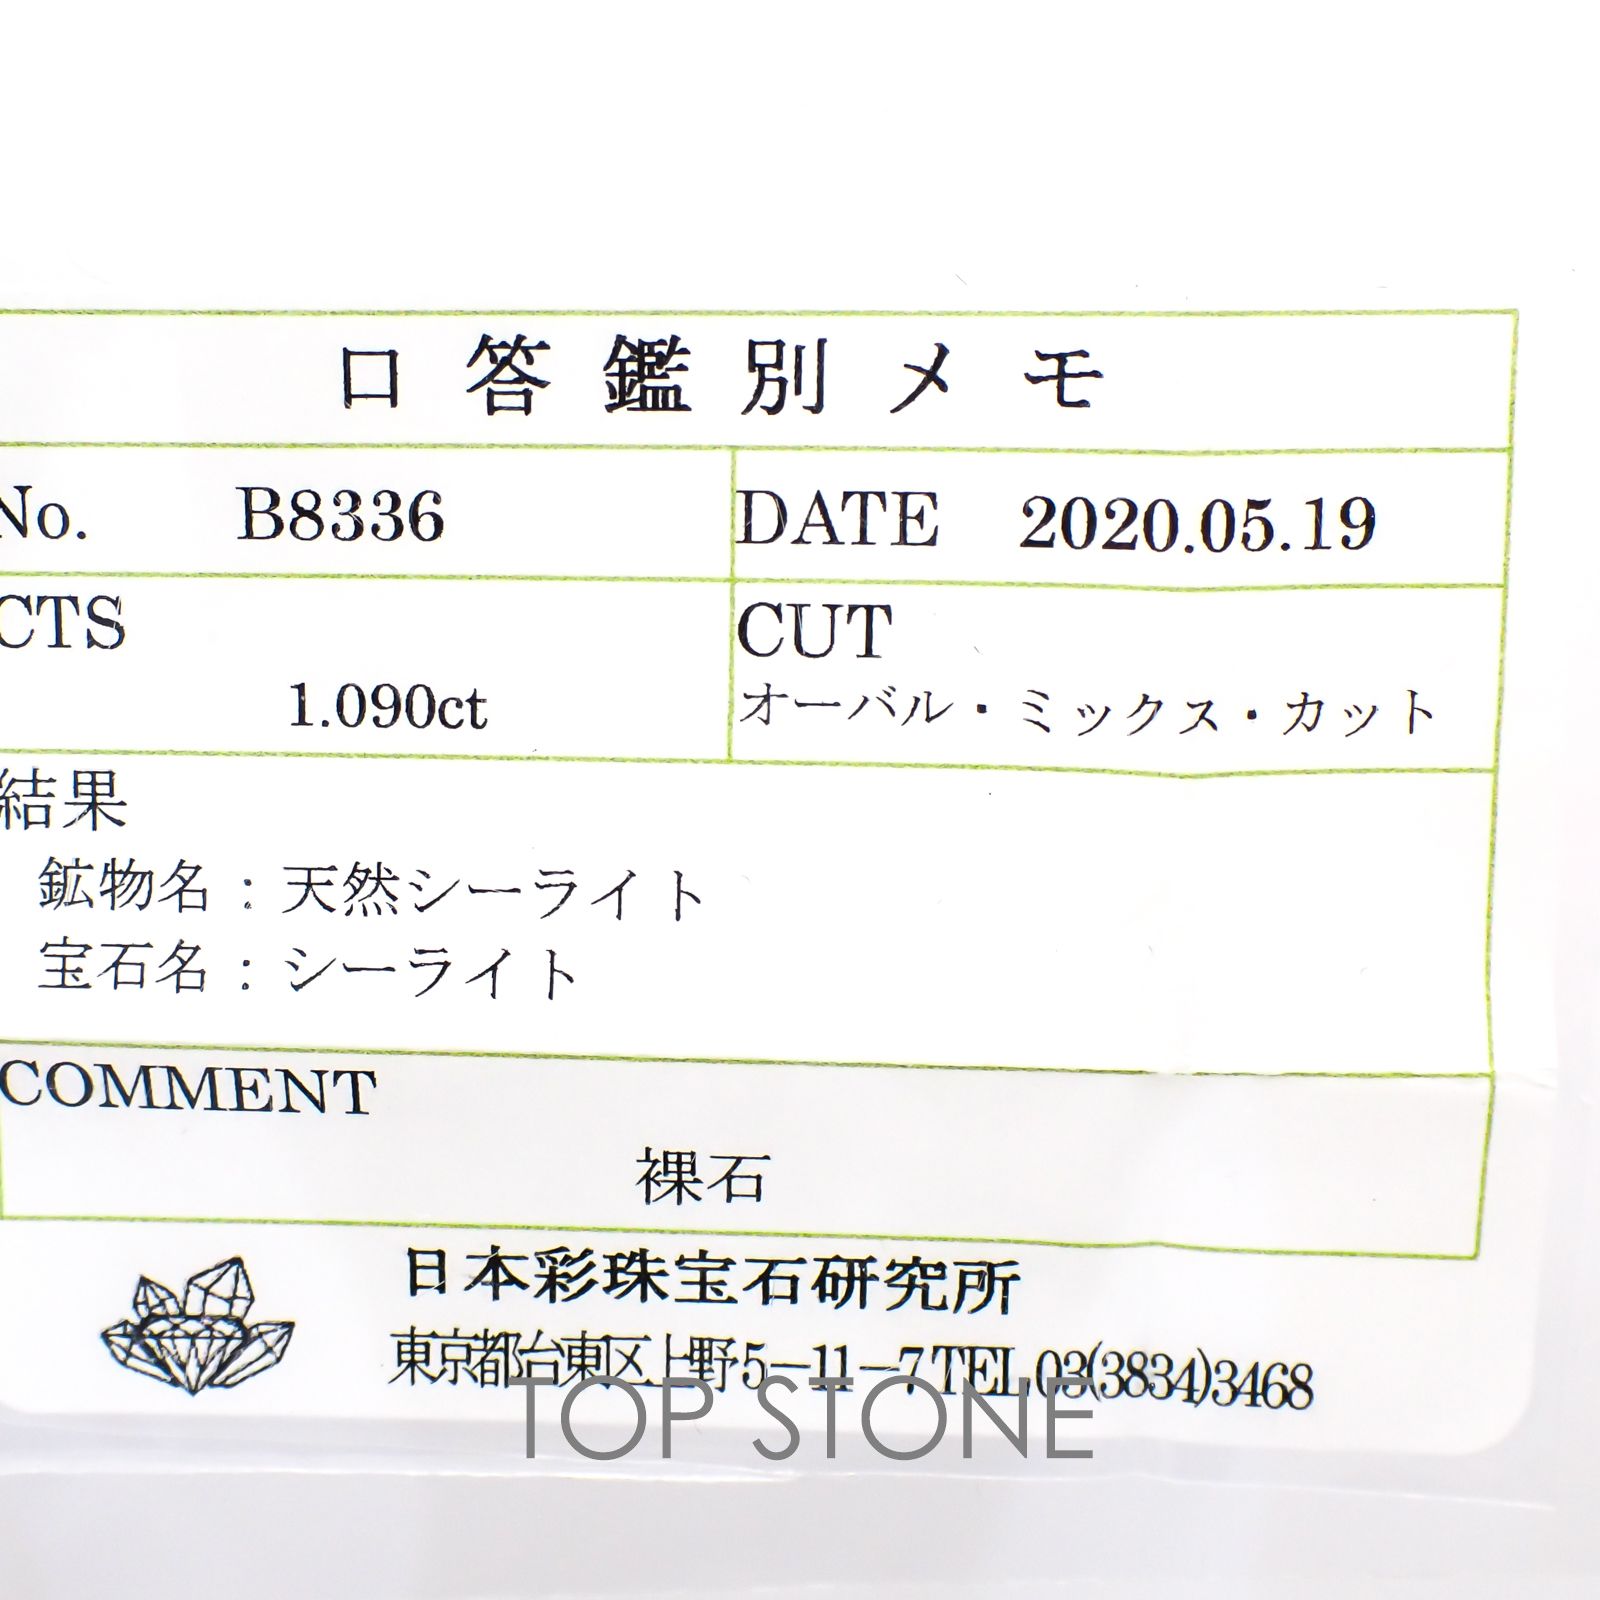 口答鑑別メモ
No. B8336 DATE 2020.05.19
CTS CUT
1.090ct オーバル・ミックス・カット
結果
鉱物名:天然シーライト
宝石名:シーライト
COMMENT
裸石
日本彩珠宝石研究所
東京都台東区上野5-11-7 TEL 03(3834)3468
TOP STONE